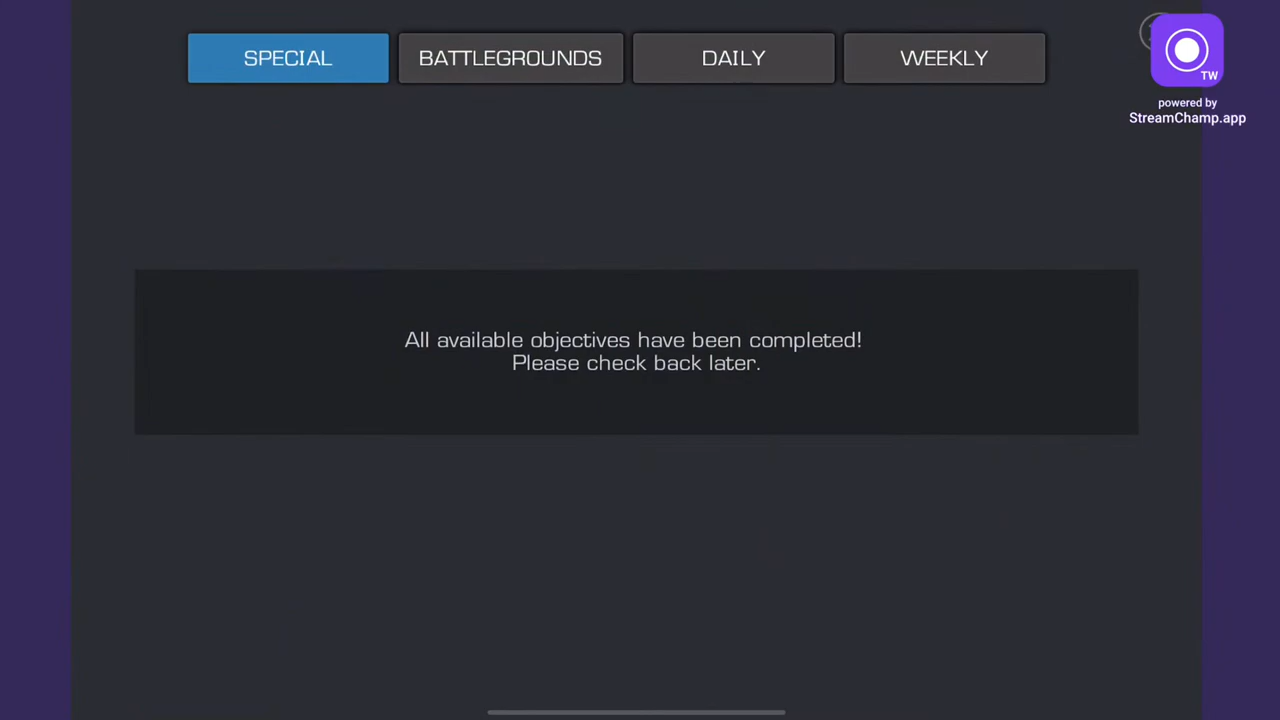 SPECIAL
BATTLEGROUNDS
DAILY
WEEKLY
TW
powered by
StreamChamp.app
All available objectives have been completed!
Please check back later.